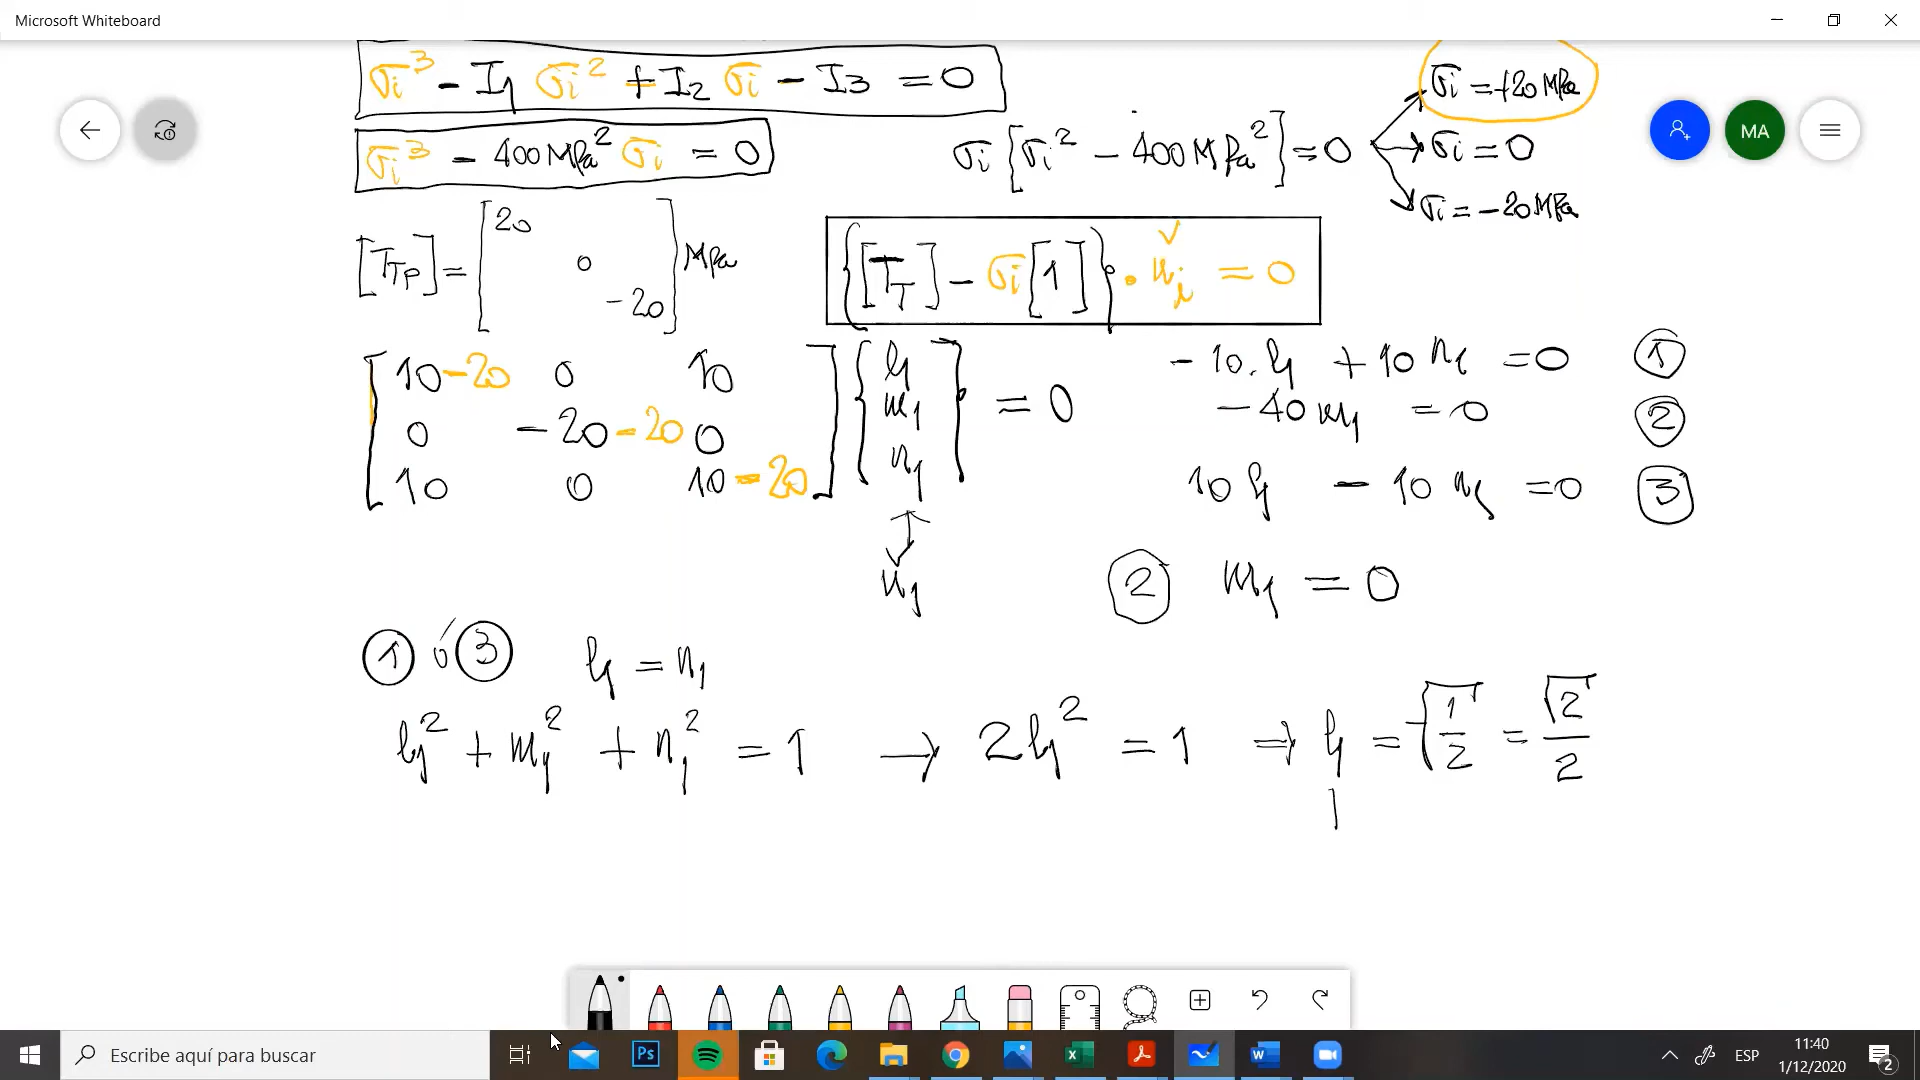 Microsoft Whiteboard
σi³ - I1 σi² + I2 σi - I3 = 0
σi = +20 MPa
MA
σi³ - 400 MPa² σi = 0
σi [σi² - 400 MPa²] = 0
σi = 0
σi = -20 MPa
[TTP] = [20 0 -20] MPa
{[TT] - σi [1]} · ui = 0
[10-20 0 10
0 -20-20 0
10 0 10-20] {l1 m1 n1} = 0
u1
-10·l1 + 10 n1 = 0 ①
-40 m1 = 0 ②
10 l1 - 10 n1 = 0 ③
② m1 = 0
① ó ③ l1 = n1
l1² + m1² + n1² = 1 → 2l1² = 1 ⇒ l1 = √1/2 = √2/2
Escribe aquí para buscar
Ps
ESP
11:40
1/12/2020
2